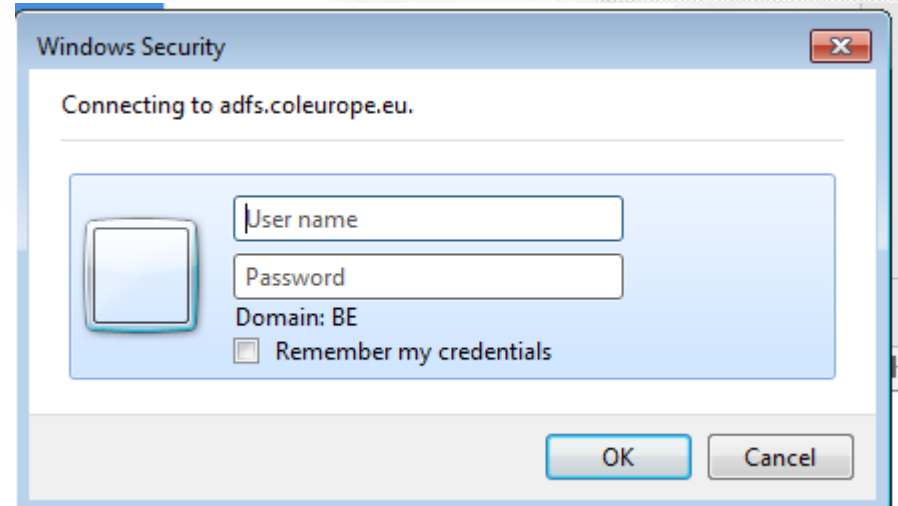 Windows Security
Connecting to adfs.coleurope.eu.
User name
Password
Domain: BE
Remember my credentials
OK
Cancel